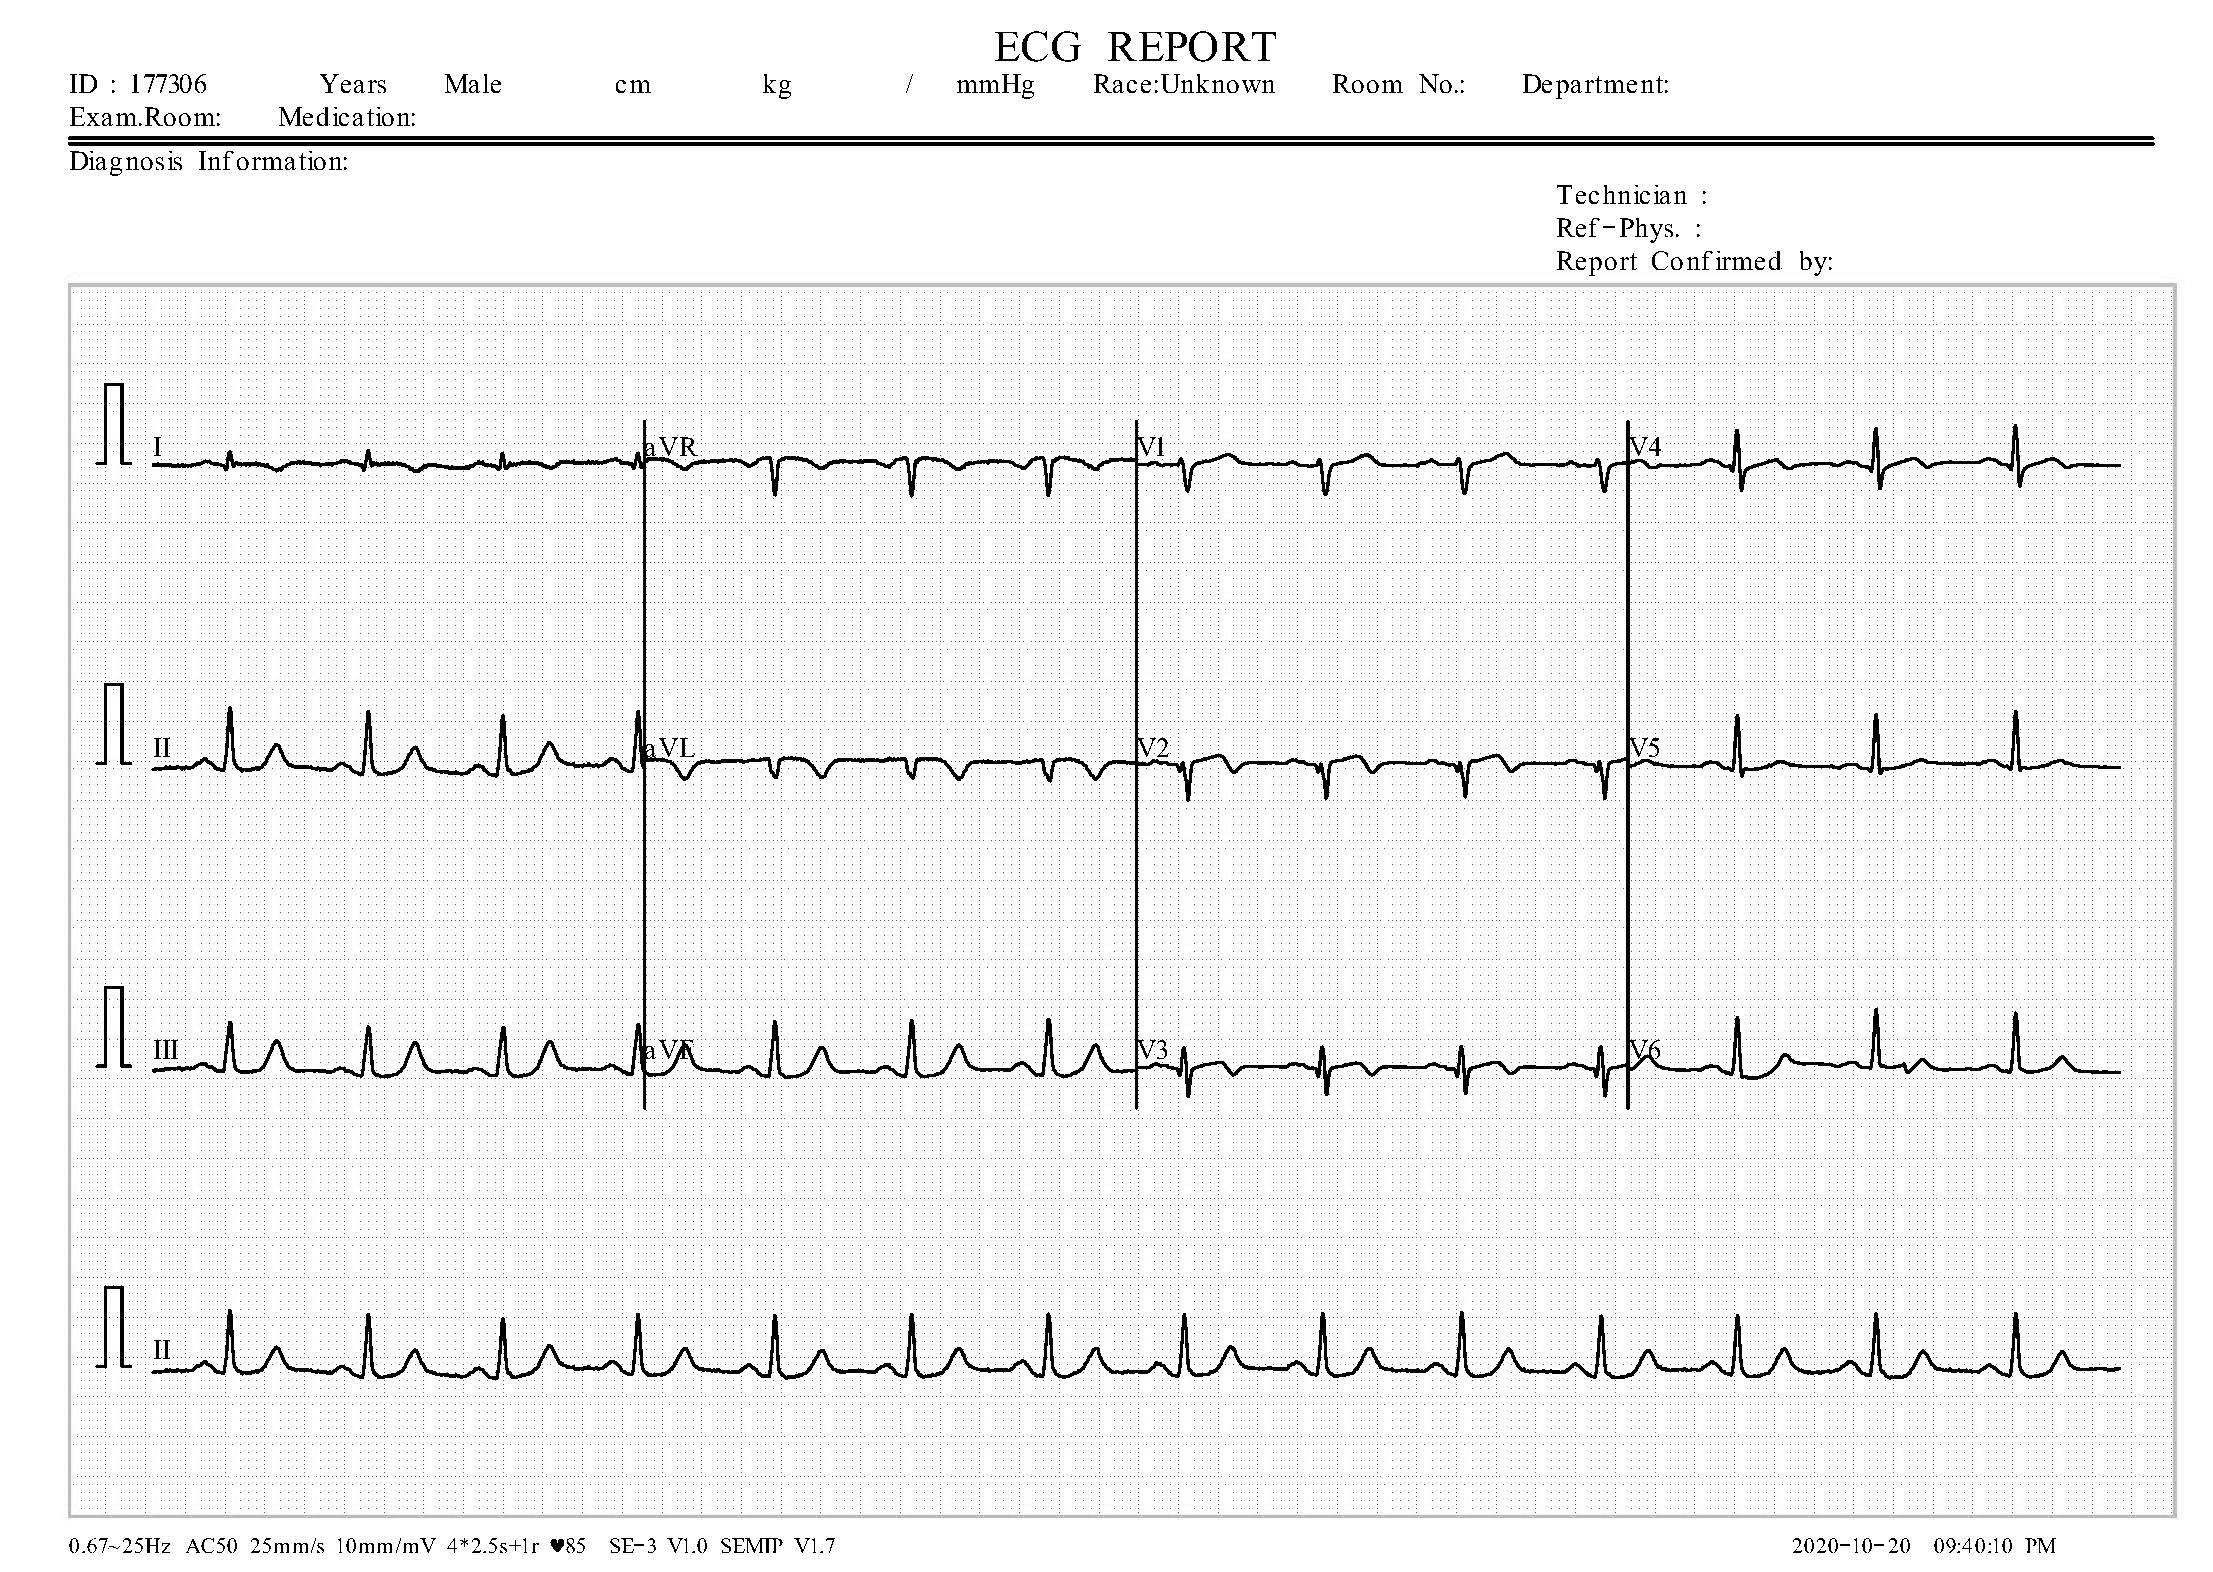 ECG REPORT
ID : 177306 Years Male cm kg / mmHg Race:Unknown Room No.: Department:
Exam.Room: Medication:
Diagnosis Information:
Technician :
Ref-Phys. :
Report Confirmed by:
I aVR V1 V4
II aVL V2 V5
III aVF V3 V6
II
0.67~25Hz AC50 25mm/s 10mm/mV 4*2.5s+1r ♥85 SE-3 V1.0 SEMIP V1.7 2020-10-20 09:40:10 PM